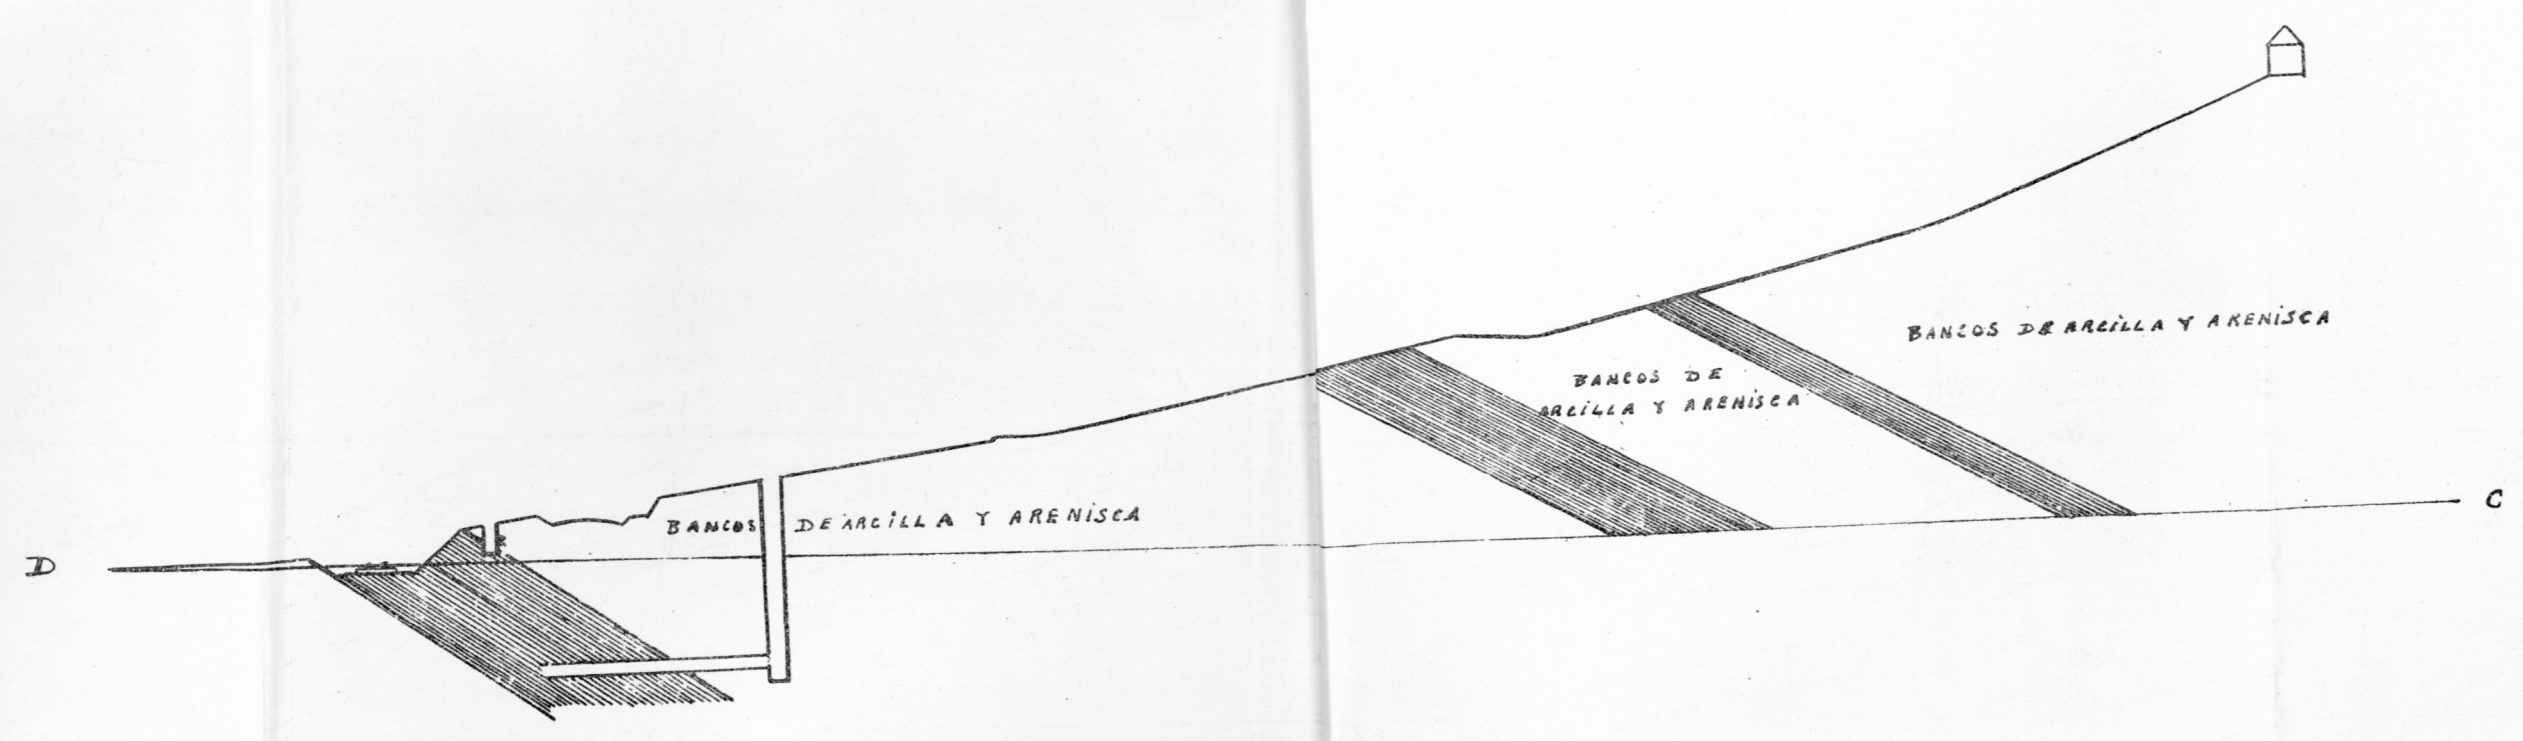 BANCOS DE ARCILLA Y ARENISCA
BANCOS DE
ARCILLA Y ARENISCA
C
BANCOS DE ARCILLA Y ARENISCA
D